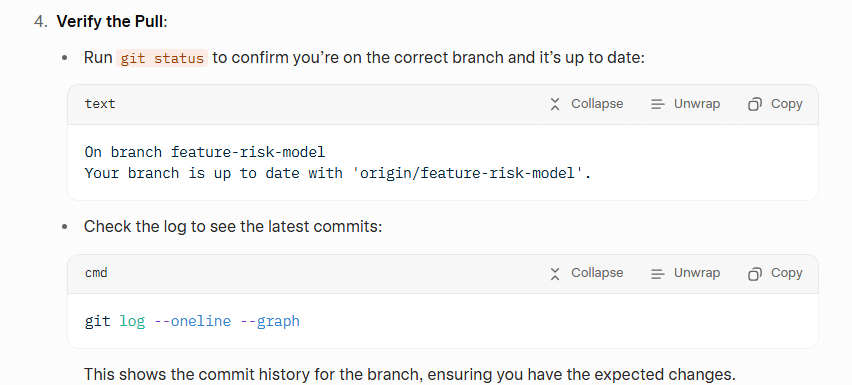 4. Verify the Pull:
• Run git status to confirm you’re on the correct branch and it’s up to date:
text Collapse Unwrap Copy
On branch feature-risk-model
Your branch is up to date with 'origin/feature-risk-model'.
• Check the log to see the latest commits:
cmd Collapse Unwrap Copy
git log --oneline --graph
This shows the commit history for the branch, ensuring you have the expected changes.